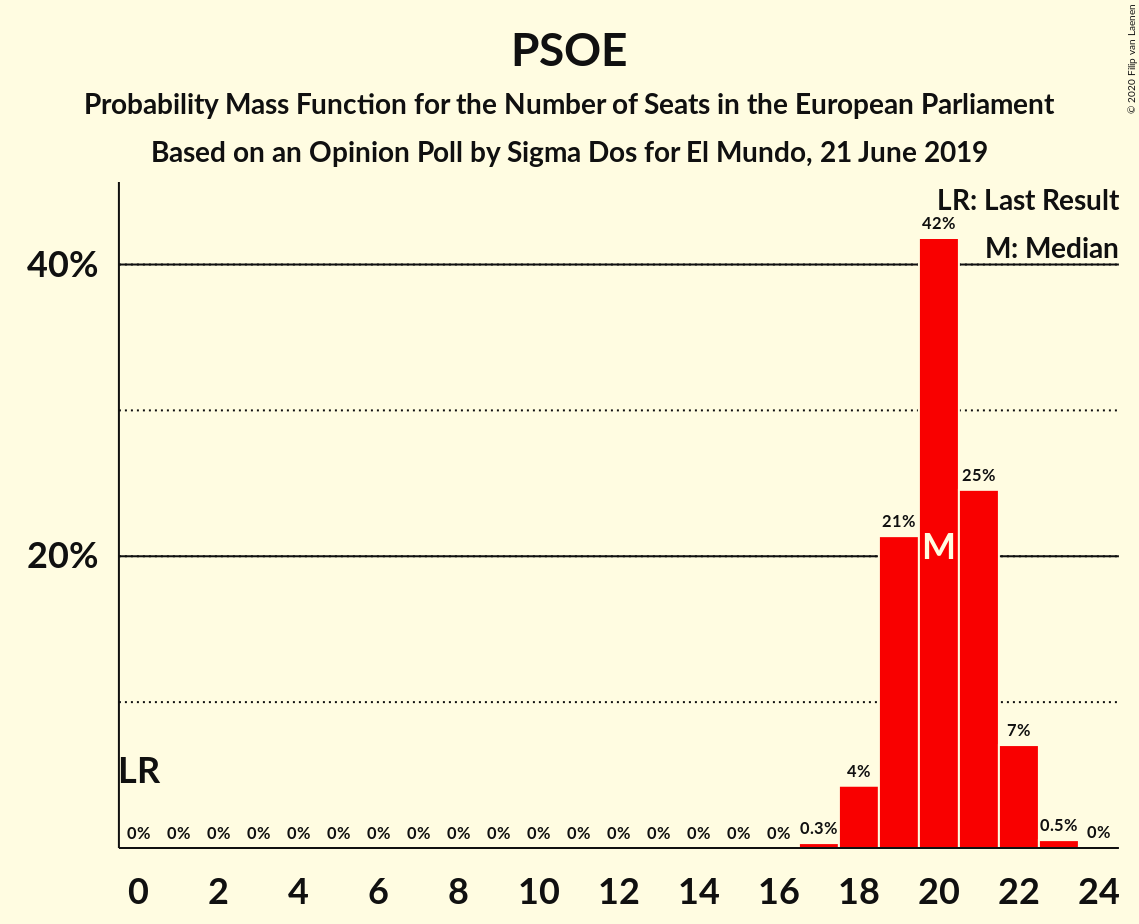 PSOE
Probability Mass Function for the Number of Seats in the European Parliament
Based on an Opinion Poll by Sigma Dos for El Mundo, 21 June 2019
© 2020 Filip van Laenen
LR: Last Result
M: Median
40%
20%
42%
25%
21%
M
7%
4%
LR
0% 0% 0% 0% 0% 0% 0% 0% 0% 0% 0% 0% 0% 0% 0% 0% 0% 0.3% 0.5% 0%
0 2 4 6 8 10 12 14 16 18 20 22 24